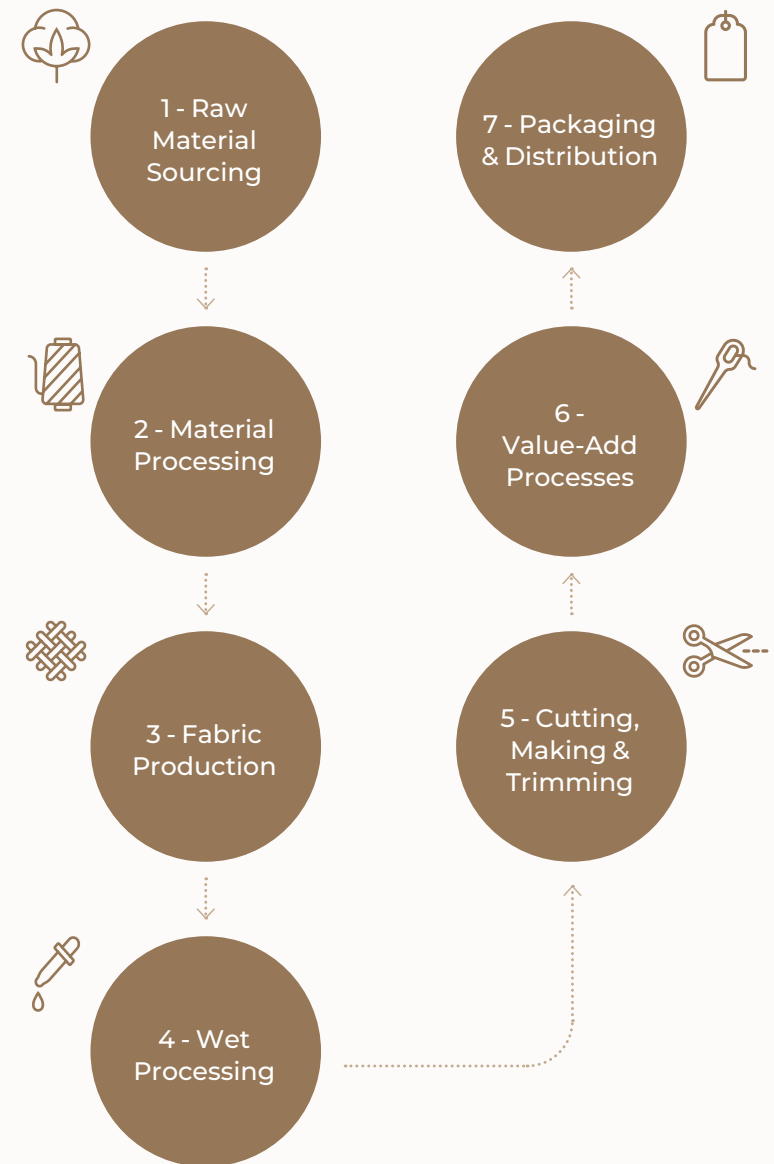 1 - Raw
Material
Sourcing
2 - Material
Processing
3 - Fabric
Production
4 - Wet
Processing
5 - Cutting,
Making &
Trimming
6 -
Value-Add
Processes
7 - Packaging
& Distribution